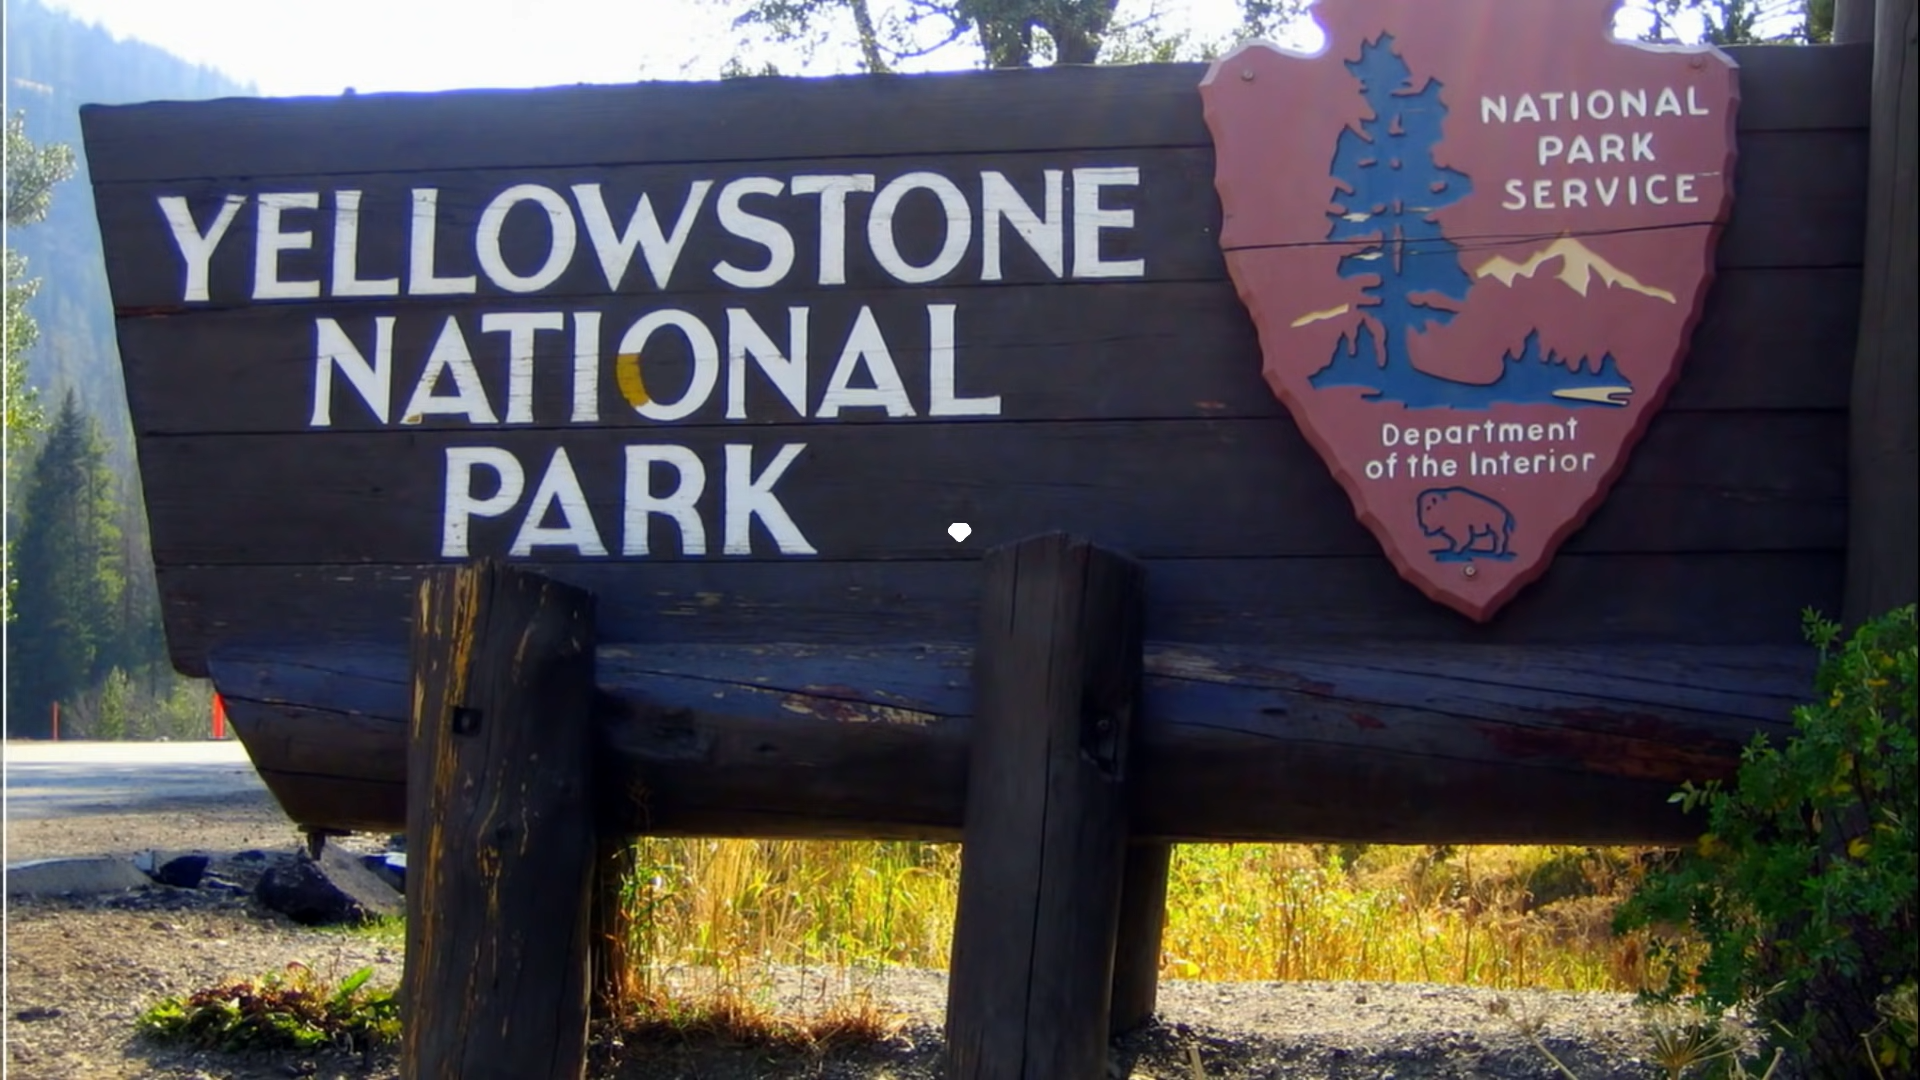 YELLOWSTONE
NATIONAL
PARK
NATIONAL
PARK
SERVICE
Department
of the Interior